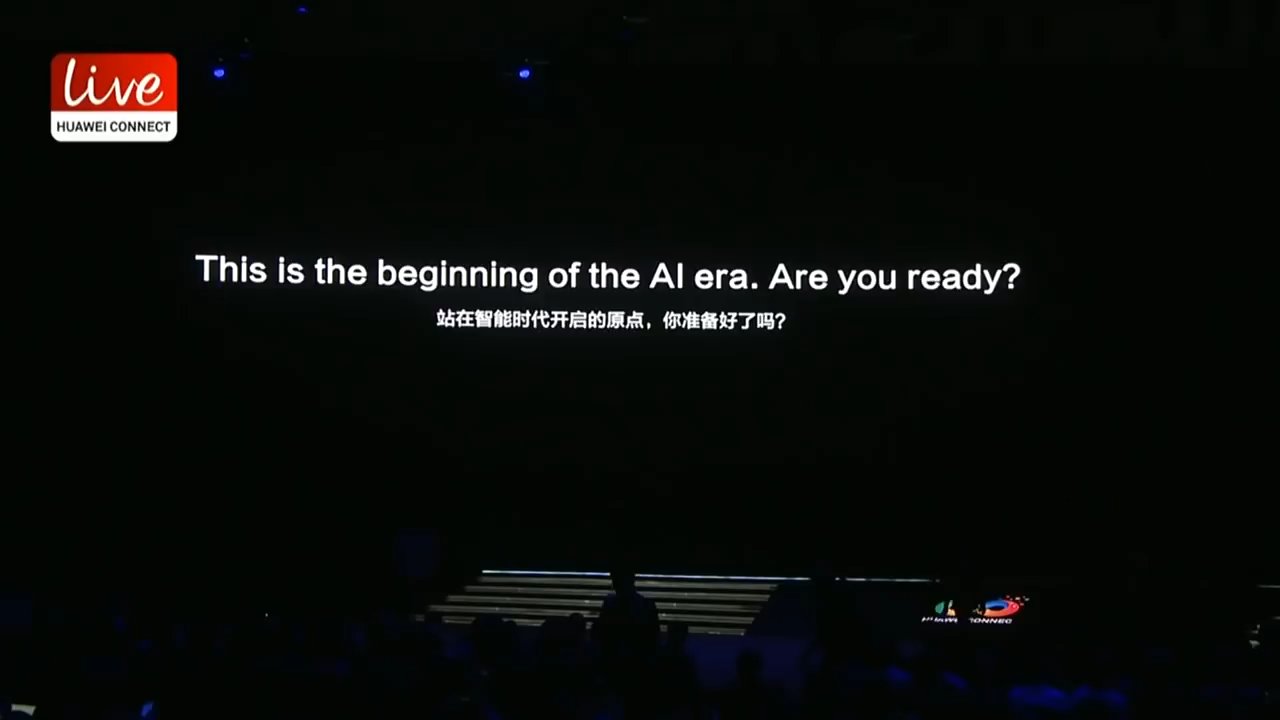 live
HUAWEI CONNECT
This is the beginning of the AI era. Are you ready?
站在智能时代开启的原点，你准备好了吗？